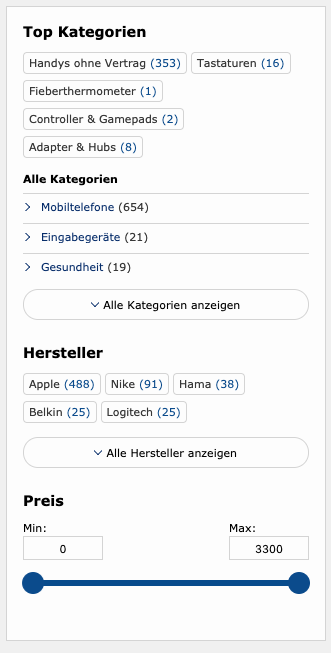 Top Kategorien
Handys ohne Vertrag (353) Tastaturen (16)
Fieberthermometer (1)
Controller & Gamepads (2)
Adapter & Hubs (8)
Alle Kategorien
Mobiltelefone (654)
Eingabegeräte (21)
Gesundheit (19)
Alle Kategorien anzeigen
Hersteller
Apple (488) Nike (91) Hama (38)
Belkin (25) Logitech (25)
Alle Hersteller anzeigen
Preis
Min: Max:
0 3300